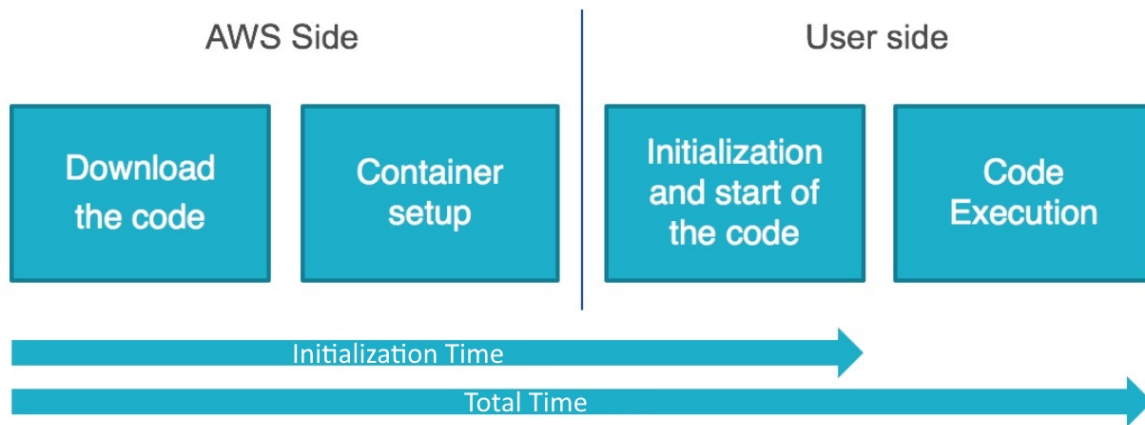 AWS Side
User side
Download
the code
Container
setup
Initialization
and start of
the code
Code
Execution
Initialization Time
Total Time